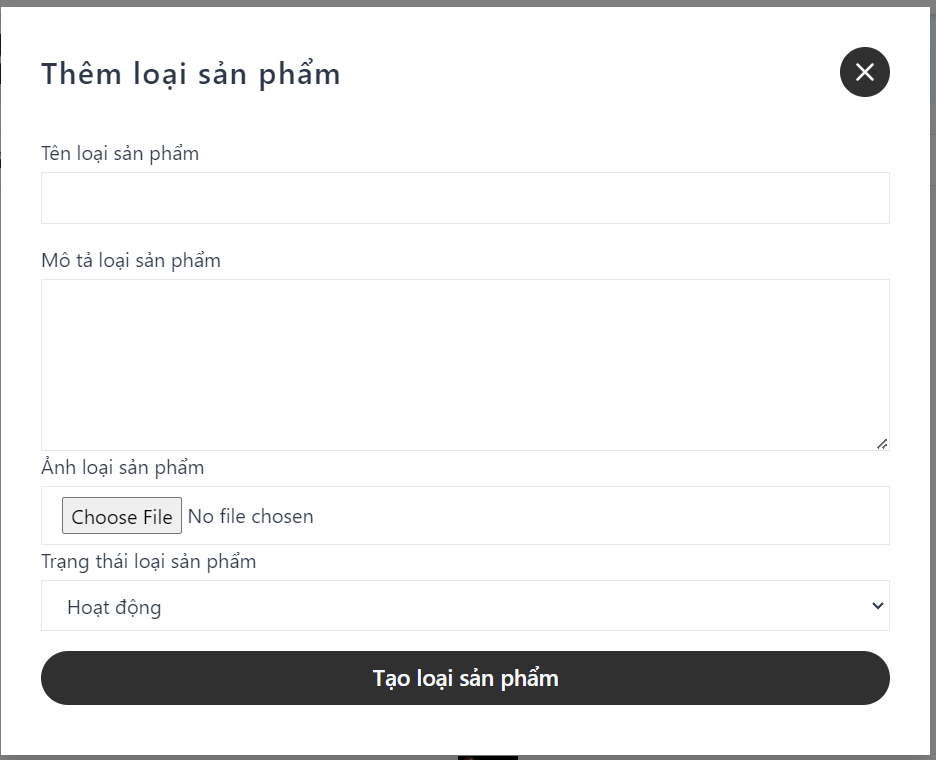 Thêm loại sản phẩm
Tên loại sản phẩm
Mô tả loại sản phẩm
Ảnh loại sản phẩm
Choose File No file chosen
Trạng thái loại sản phẩm
Hoạt động
Tạo loại sản phẩm